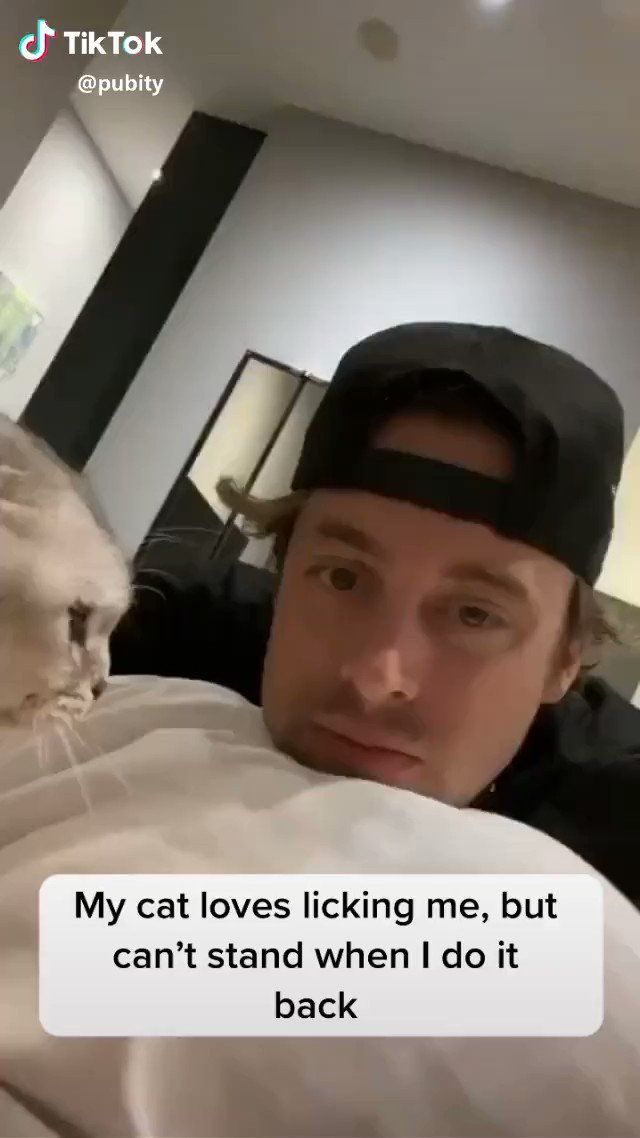 TikTok
@pubity
My cat loves licking me, but
can't stand when I do it
back